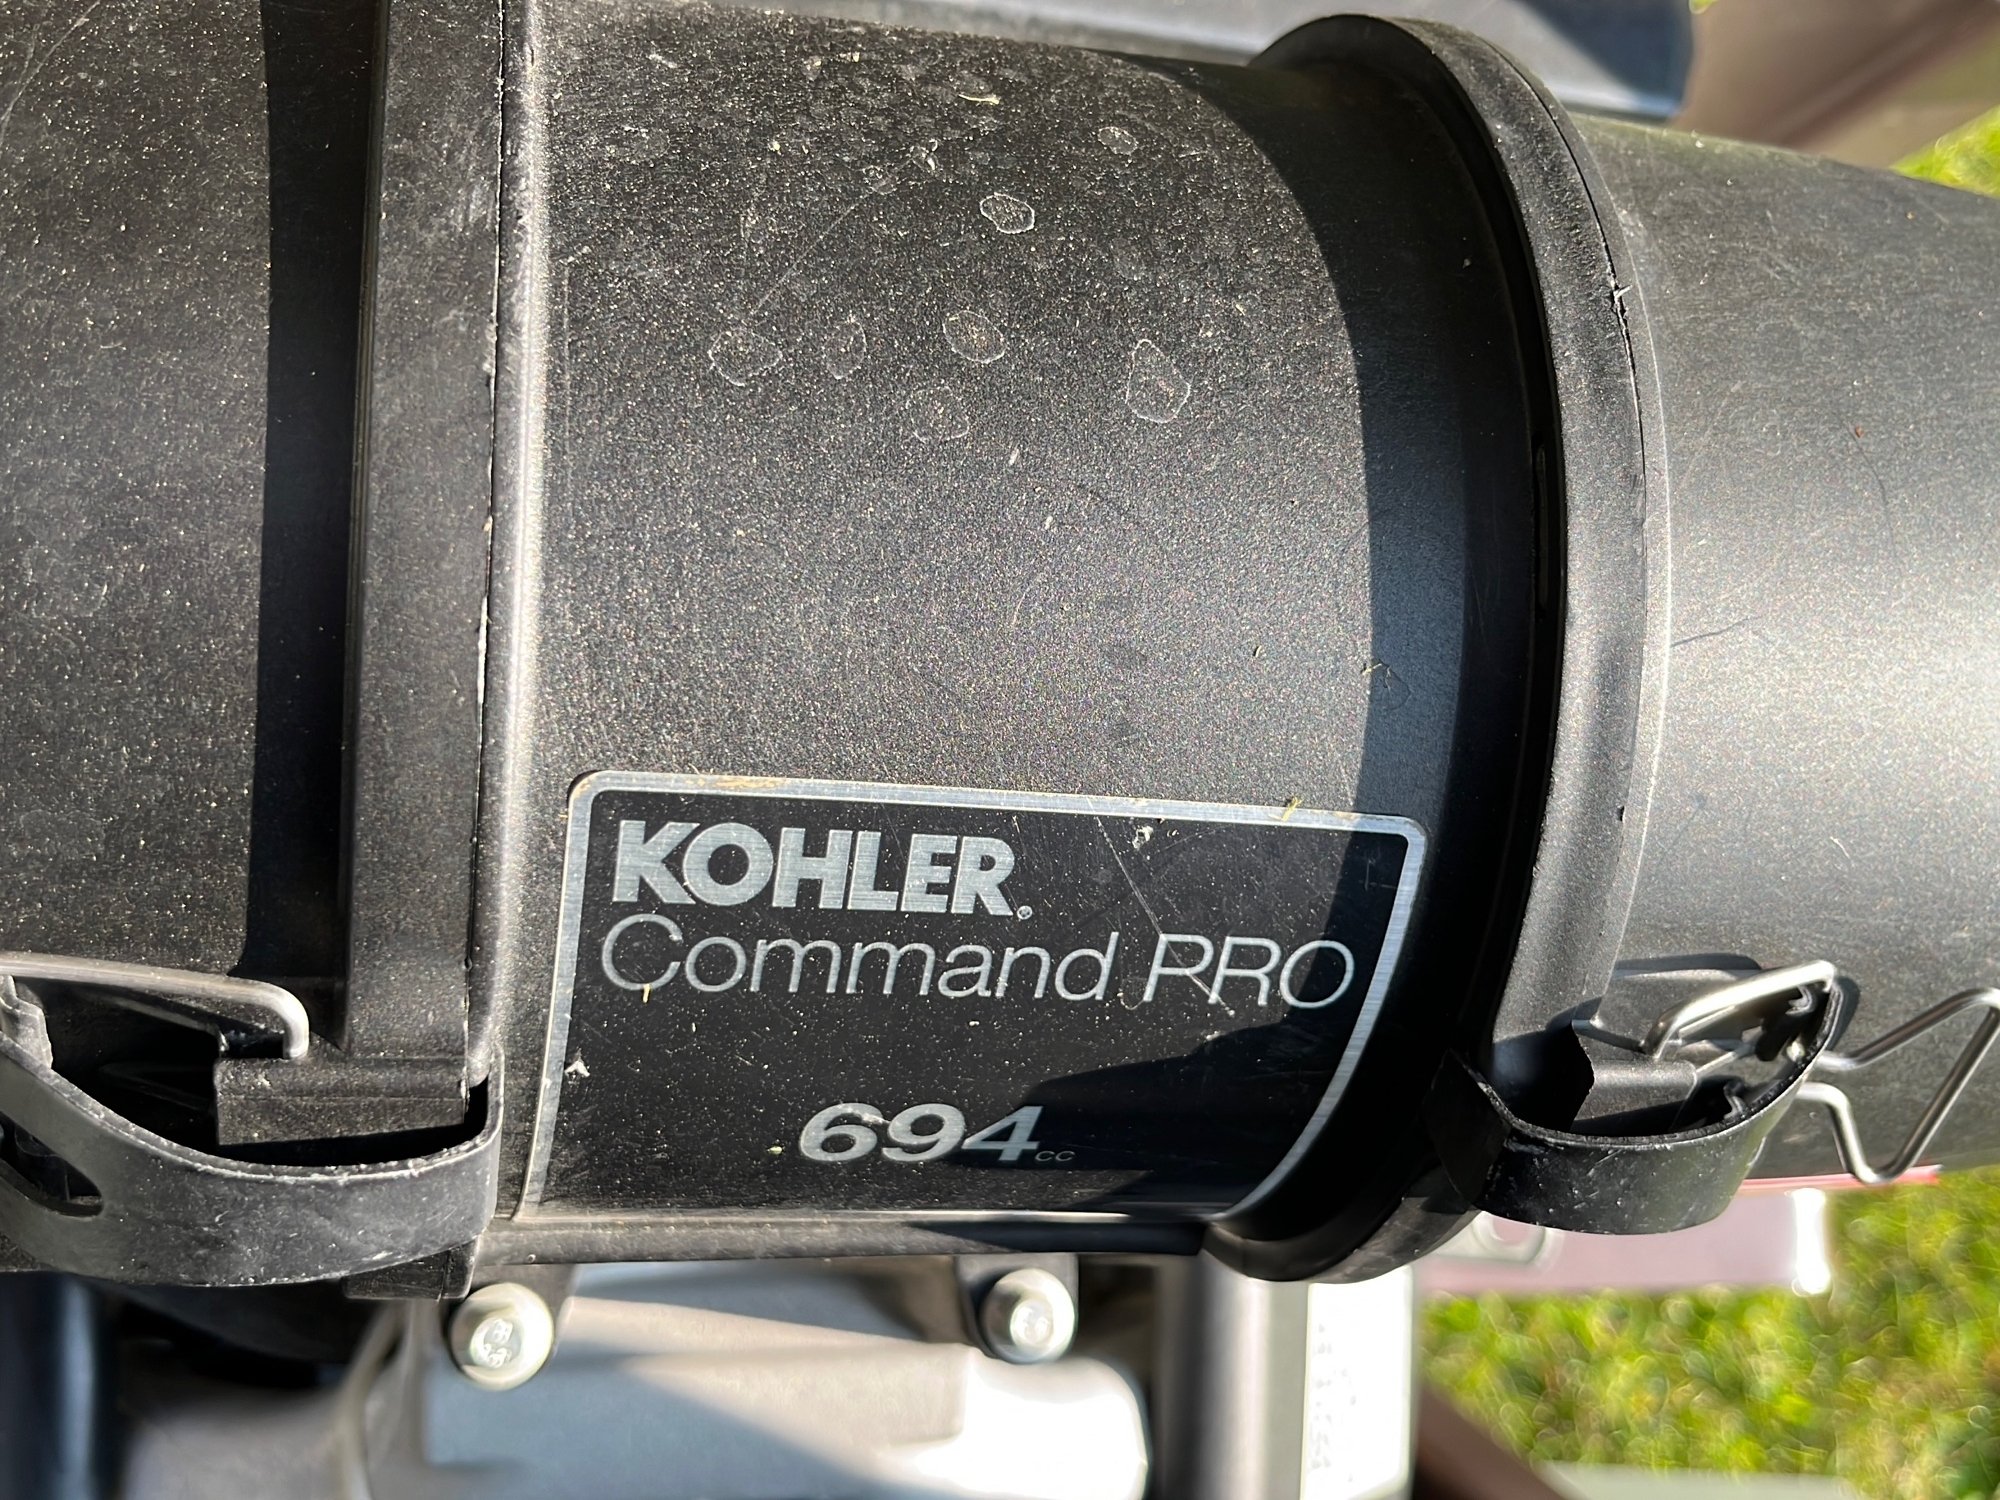 KOHLER®
Command PRO
694cc